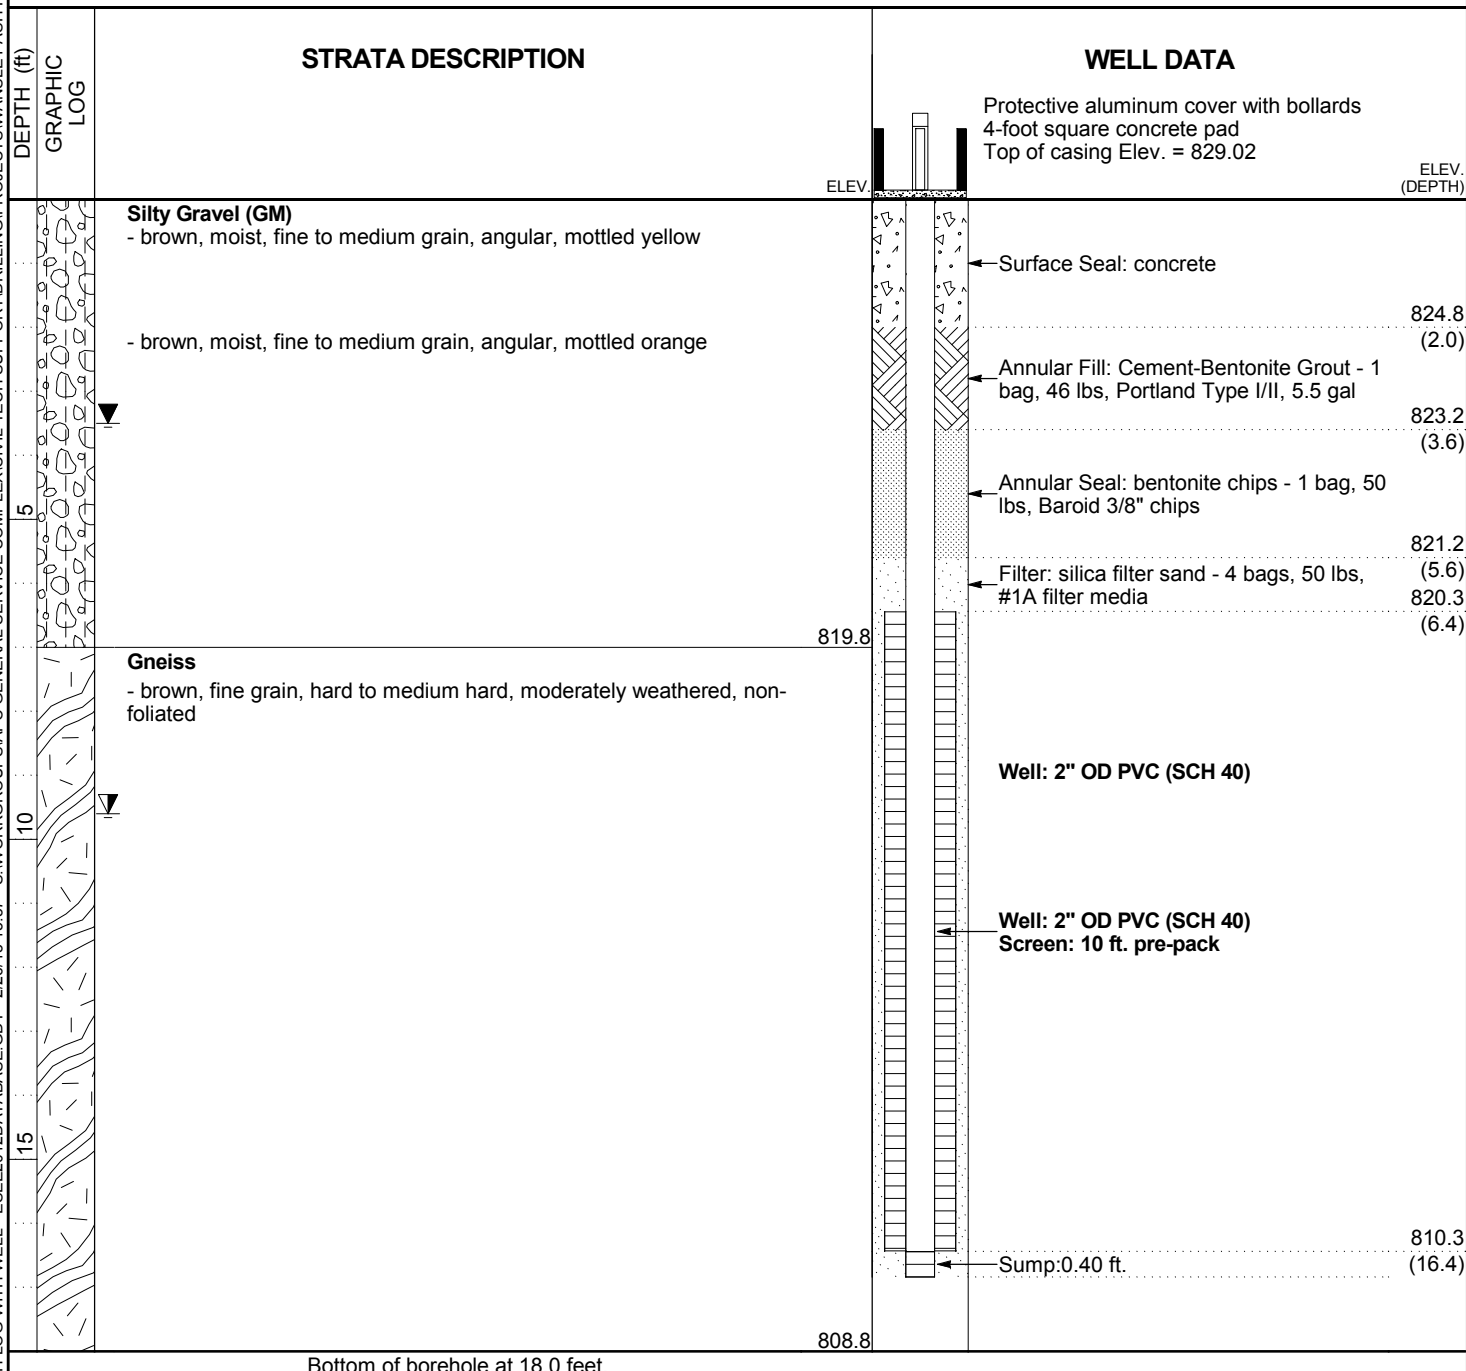 DEPTH (ft)
GRAPHIC
LOG
STRATA DESCRIPTION
ELEV.
WELL DATA
Protective aluminum cover with bollards
4-foot square concrete pad
Top of casing Elev. = 829.02
ELEV.
(DEPTH)
Silty Gravel (GM)
- brown, moist, fine to medium grain, angular, mottled yellow
Surface Seal: concrete
824.8
(2.0)
- brown, moist, fine to medium grain, angular, mottled orange
Annular Fill: Cement-Bentonite Grout - 1
bag, 46 lbs, Portland Type I/II, 5.5 gal
823.2
(3.6)
Annular Seal: bentonite chips - 1 bag, 50
lbs, Baroid 3/8" chips
5
821.2
(5.6)
Filter: silica filter sand - 4 bags, 50 lbs,
#1A filter media
820.3
(6.4)
819.8
Gneiss
- brown, fine grain, hard to medium hard, moderately weathered, non-
foliated
Well: 2" OD PVC (SCH 40)
10
Well: 2" OD PVC (SCH 40)
Screen: 10 ft. pre-pack
15
810.3
(16.4)
Sump:0.40 ft.
808.8
Bottom of borehole at 18.0 feet